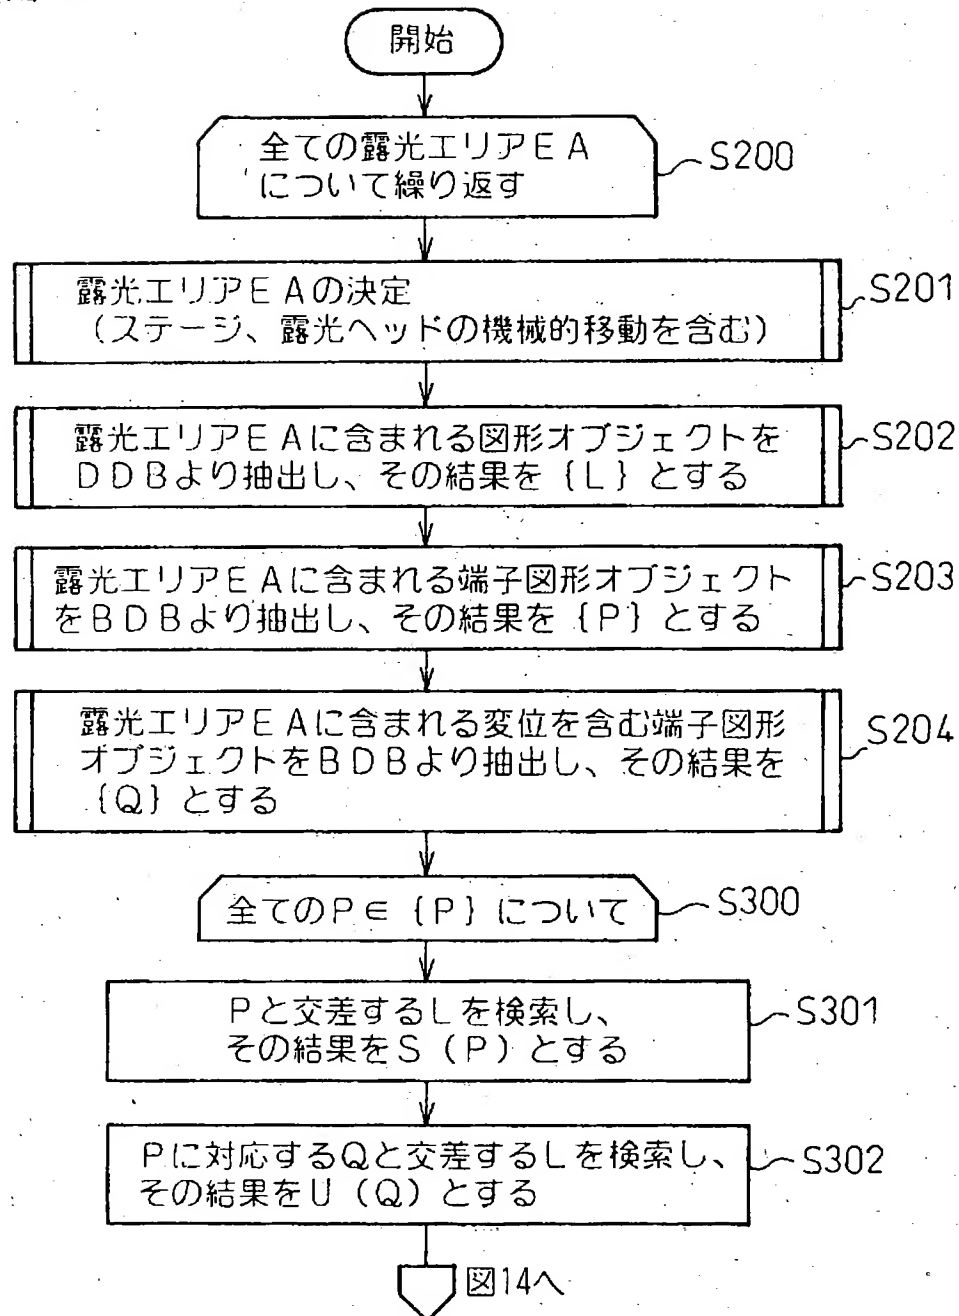 開始
全ての露光エリアEA
について繰り返す
S200
露光エリアEAの決定
(ステージ、露光ヘッドの機械的移動を含む)
S201
露光エリアEAに含まれる図形オブジェクトを
DDBより抽出し、その結果を{L}とする
S202
露光エリアEAに含まれる端子図形オブジェクト
をBDBより抽出し、その結果を{P}とする
S203
露光エリアEAに含まれる変位を含む端子図形
オブジェクトをBDBより抽出し、その結果を
{Q}とする
S204
全てのP∈{P}について
S300
Pと交差するLを検索し、
その結果をS(P)とする
S301
Pに対応するQと交差するLを検索し、
その結果をU(Q)とする
S302
図14へ